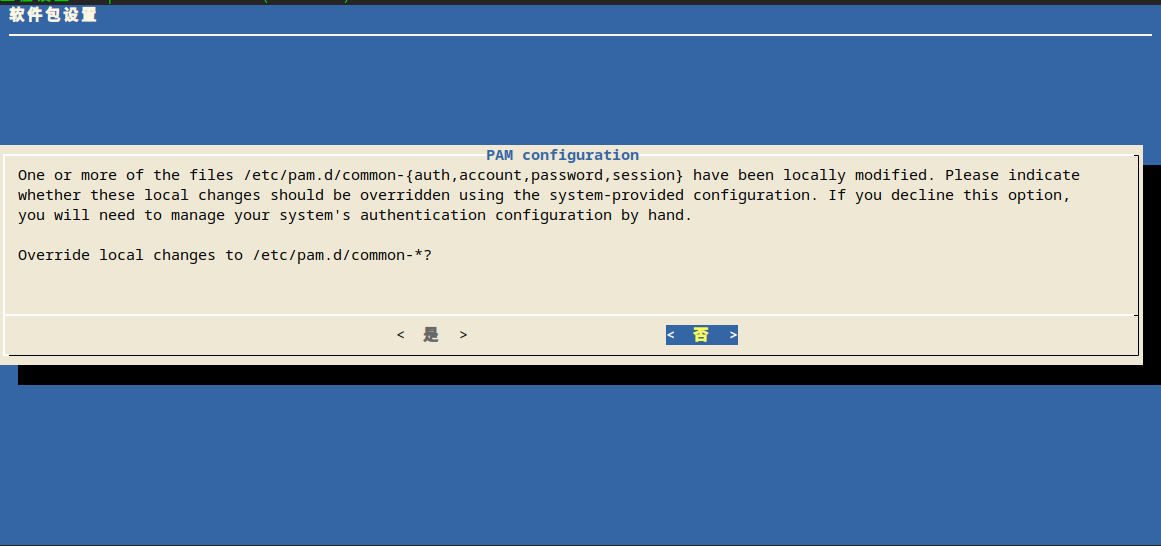 软件包设置
PAM configuration
One or more of the files /etc/pam.d/common-{auth,account,password,session} have been locally modified. Please indicate
whether these local changes should be overridden using the system-provided configuration. If you decline this option,
you will need to manage your system's authentication configuration by hand.
Override local changes to /etc/pam.d/common-*?
< 是 > < 否 >